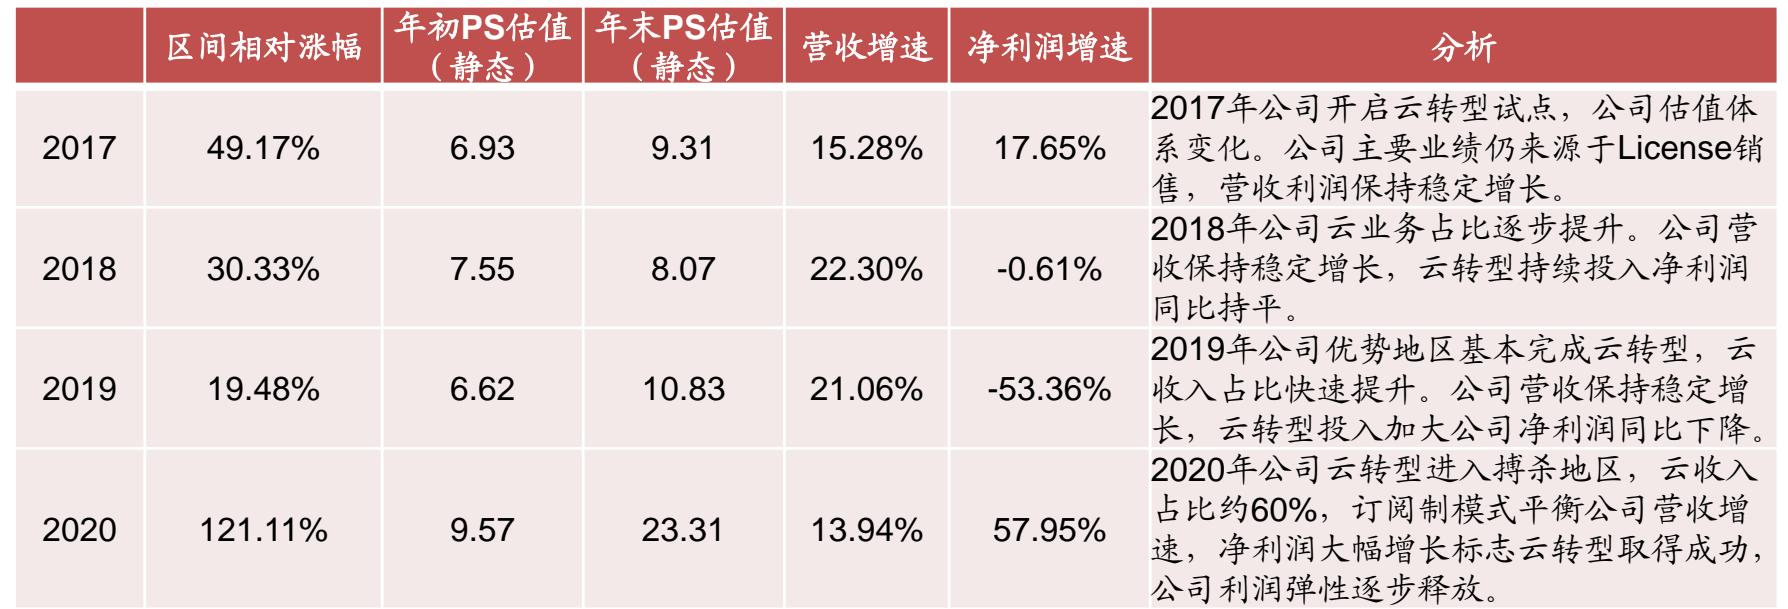 区间相对涨幅 年初PS估值（静态） 年末PS估值（静态） 营收增速 净利润增速 分析
2017 49.17% 6.93 9.31 15.28% 17.65%
2017年公司开启云转型试点，公司估值体
系变化。公司主要业绩仍来源于License销
售，营收利润保持稳定增长。
2018 30.33% 7.55 8.07 22.30% -0.61%
2018年公司云业务占比逐步提升。公司营
收保持稳定增长，云转型持续投入净利润
同比持平。
2019 19.48% 6.62 10.83 21.06% -53.36%
2019年公司优势地区基本完成云转型，云
收入占比快速提升。公司营收保持稳定增
长，云转型投入加大公司净利润同比下降。
2020 121.11% 9.57 23.31 13.94% 57.95%
2020年公司云转型进入搏杀地区，云收入
占比约60%，订阅制模式平衡公司营收增
速，净利润大幅增长标志云转型取得成功，
公司利润弹性逐步释放。